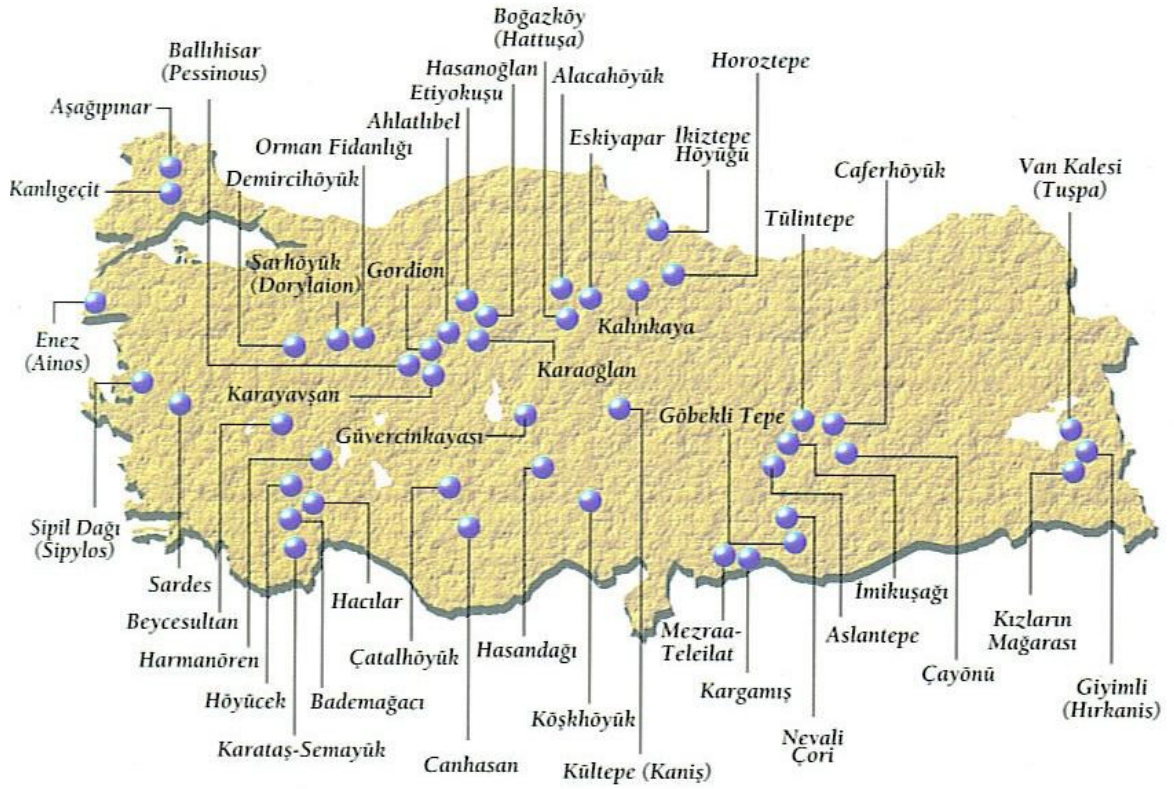 Boğazköy
(Hattuşa)
Ballıhisar
(Pessinous)
Hasanoğlan
Etiyokuşu
Alacahöyük
Horoztepe
Aşağıpınar
Ahlatlıbel
Orman Fidanlığı
Eskiyapar
İkiztepe
Höyüğü
Caferhöyük
Van Kalesi
(Tuşpa)
Kanlıgeçit
Demircihöyük
Tülintepe
Sarhöyük
(Dorylaion)
Gordion
Enez
(Ainos)
Kalınkaya
Karaoğlan
Karayavşan
Güvercinkayası
Göbekli Tepe
Sipil Dağı
(Sipylos)
Sardes
Beycesultan
Harmanören
Höyücek
Karataş-Semayük
Bademağacı
Hacılar
Çatalhöyük
Canhasan
Hasandağı
Köşkhöyük
Kültepe (Kaniş)
Mezraa-
Teleilat
Kargamış
Nevali
Çori
Aslantepe
İmikuşağı
Çayönü
Kızların
Mağarası
Giyimli
(Hırkanis)